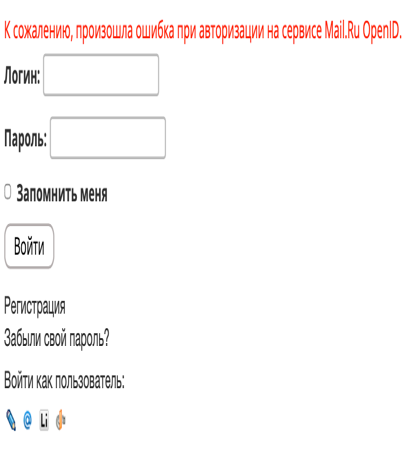 К сожалению, произошла ошибка при авторизации на сервисе Mail.Ru OpenID.
Логин:
Пароль:
Запомнить меня
Войти
Регистрация
Забыли свой пароль?
Войти как пользователь:
@ Li